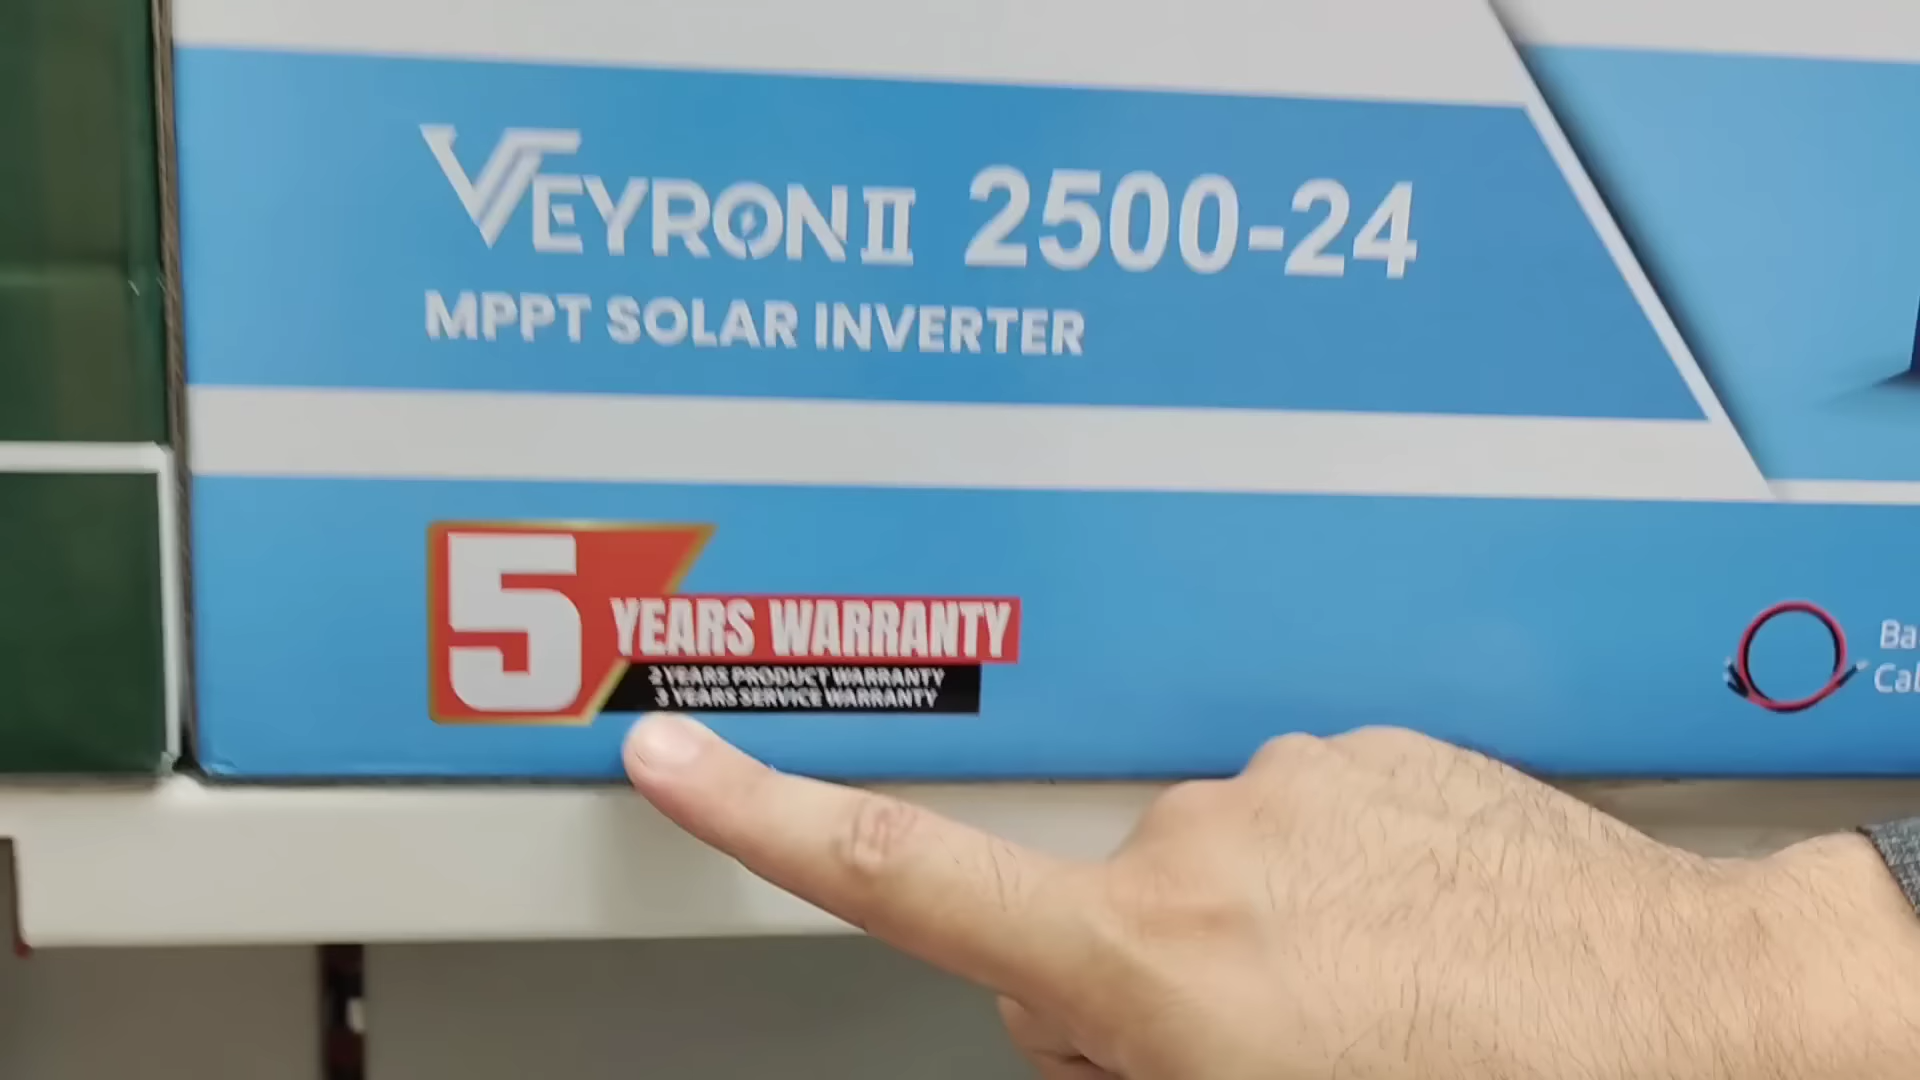 VEYRON II 2500-24
MPPT SOLAR INVERTER
5 YEARS WARRANTY
2 YEARS PRODUCT WARRANTY
3 YEARS SERVICE WARRANTY